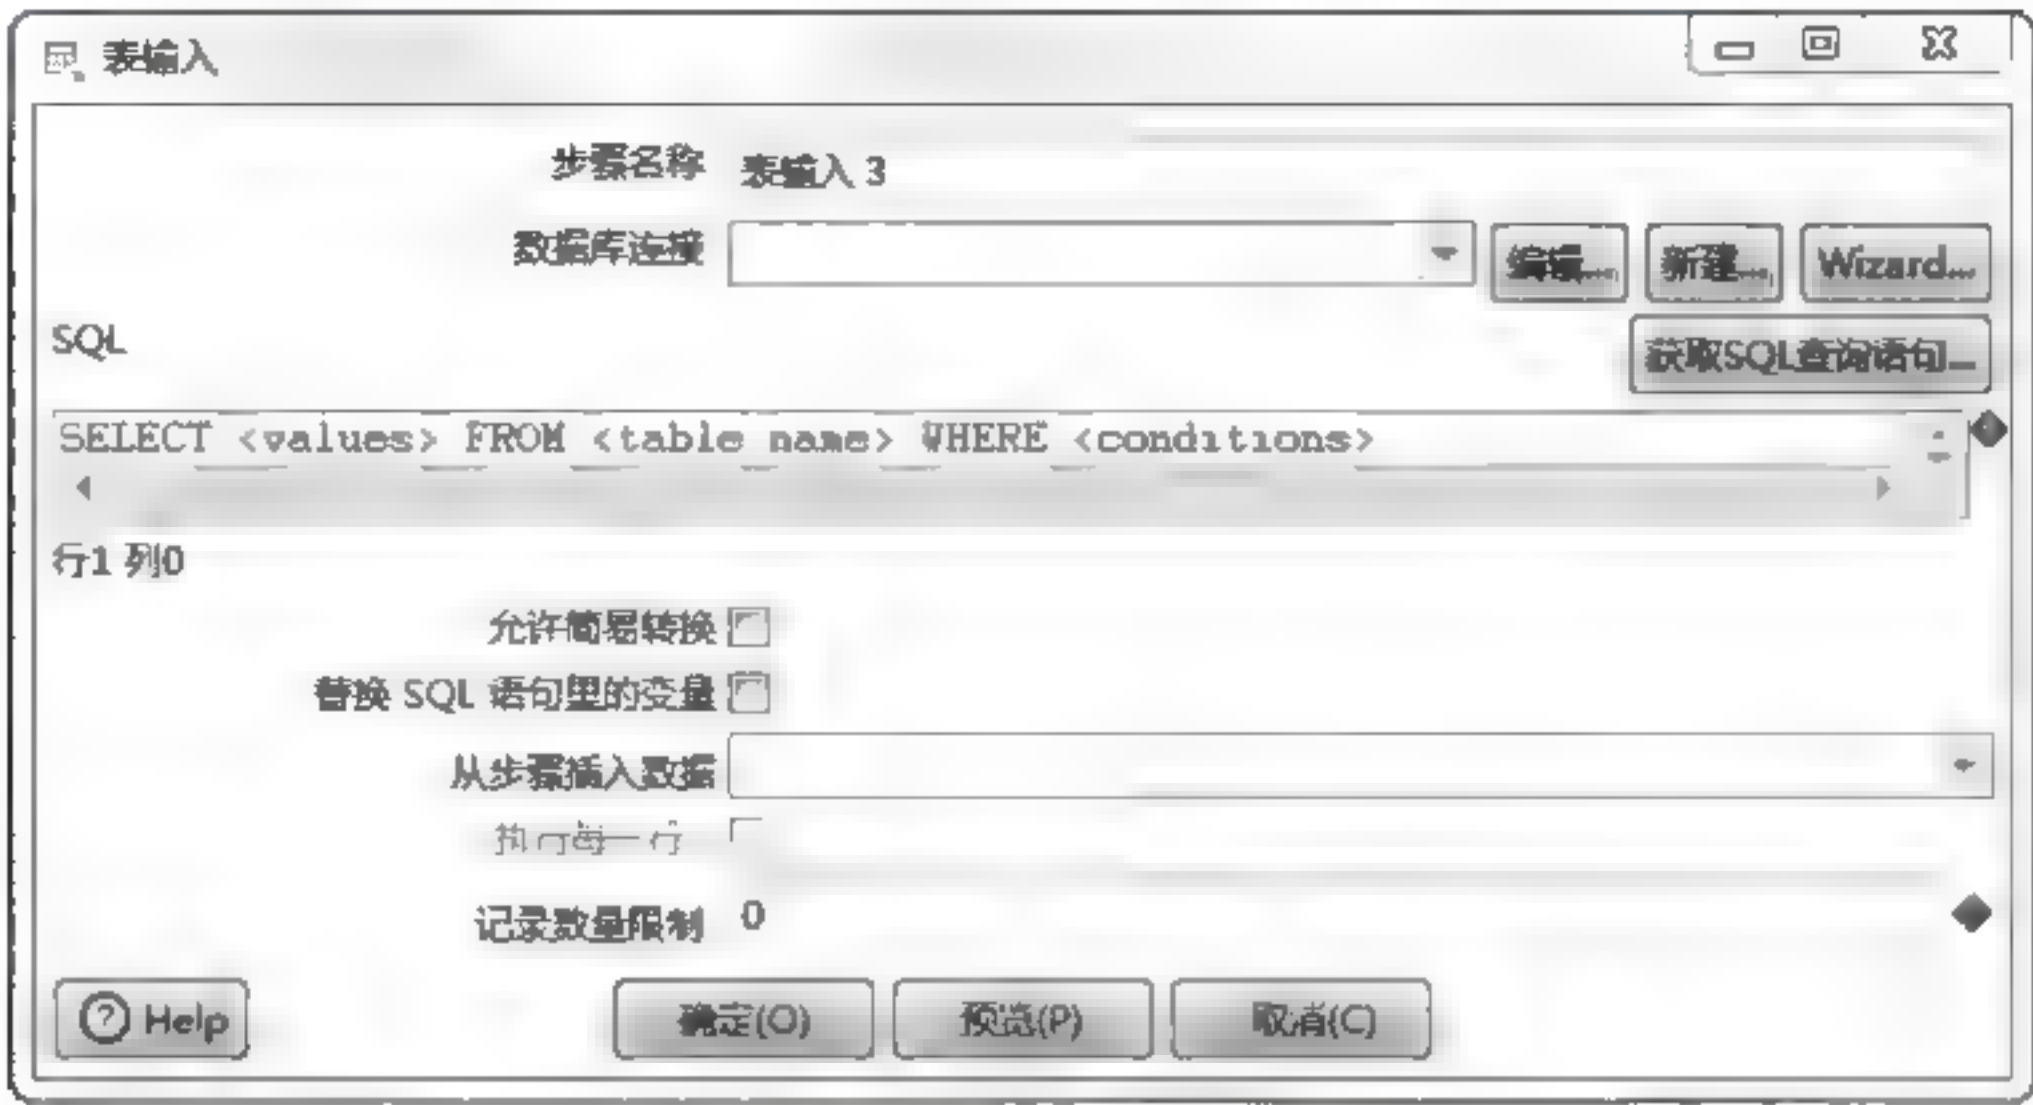 表输入
步骤名称 表输入 3
数据库连接 编辑... 新建... Wizard...
SQL 获取SQL查询语句...
SELECT <values> FROM <table name> WHERE <conditions>
行1 列0
允许简易转换
替换 SQL 语句里的变量
从步骤插入数据
执行每一行
记录数量限制 0
Help 确定(O) 预览(P) 取消(C)